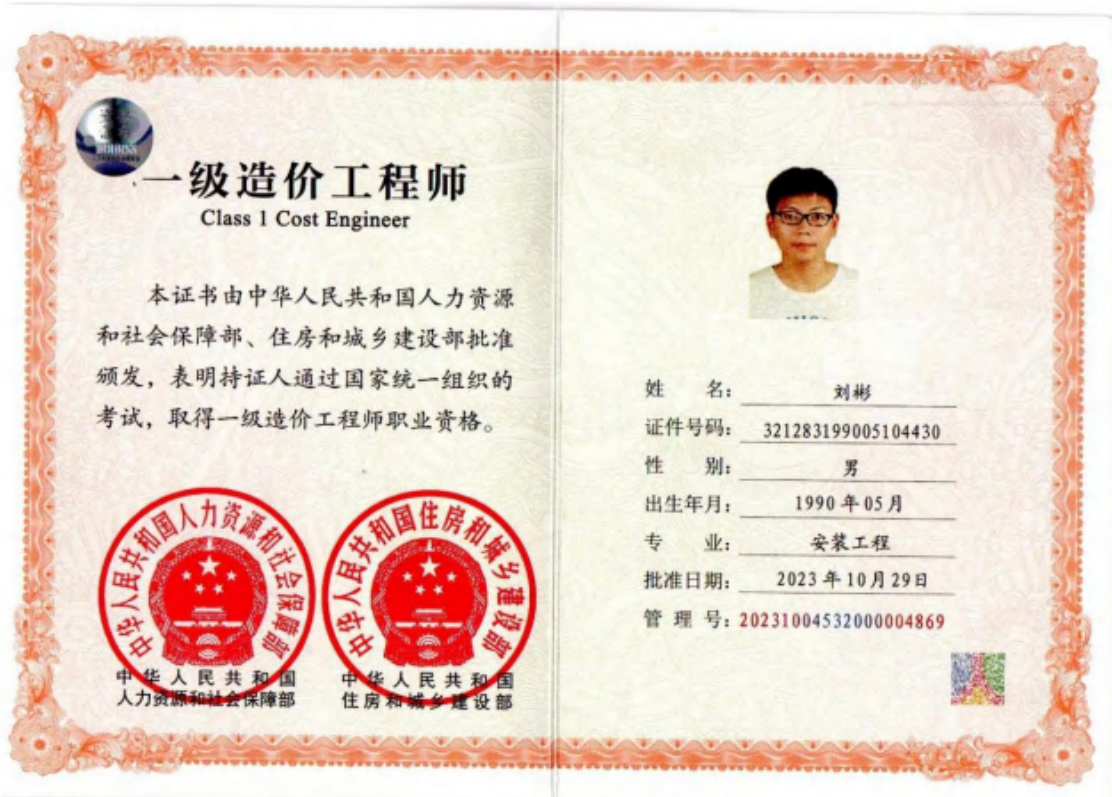 一级造价工程师
Class 1 Cost Engineer
本证书由中华人民共和国人力资源
和社会保障部、住房和城乡建设部批准
颁发，表明持证人通过国家统一组织的
考试，取得一级造价工程师职业资格。
中华人民共和国人力资源和社会保障部
中华人民共和国
人力资源和社会保障部
中华人民共和国住房和城乡建设部
中华人民共和国
住房和城乡建设部
姓 名： 刘彬
证件号码： 321283199005104430
性 别： 男
出生年月： 1990年05月
专 业： 安装工程
批准日期： 2023年10月29日
管 理 号：20231004532000004869